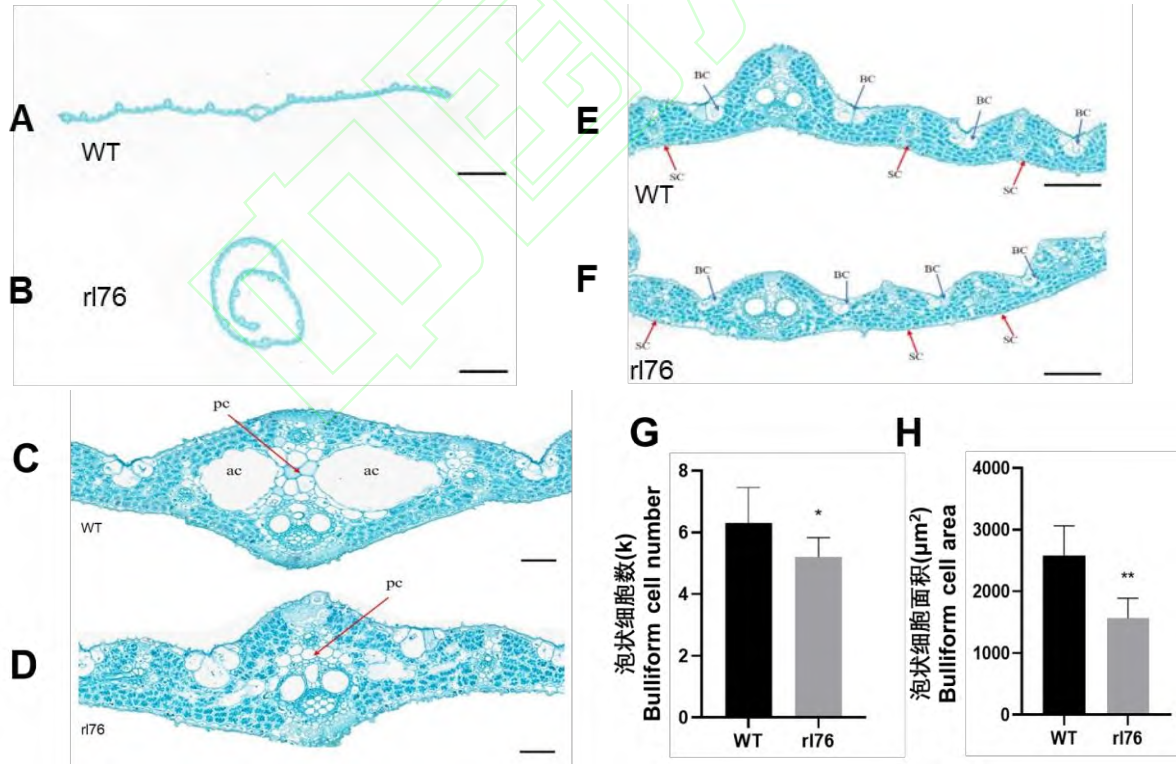 A
WT
B
rl76
pc
C
ac
ac
WT
pc
D
rl76
BC
BC
BC
BC
E
SC
SC
SC
WT
BC
BC
BC
BC
F
SC
SC
SC
rl76
G
泡状细胞数(k)
Bulliform cell number
8
6
4
2
0
*
WT
rl76
H
泡状细胞面积(μm²)
Bulliform cell area
4000
3000
2000
1000
0
**
WT
rl76